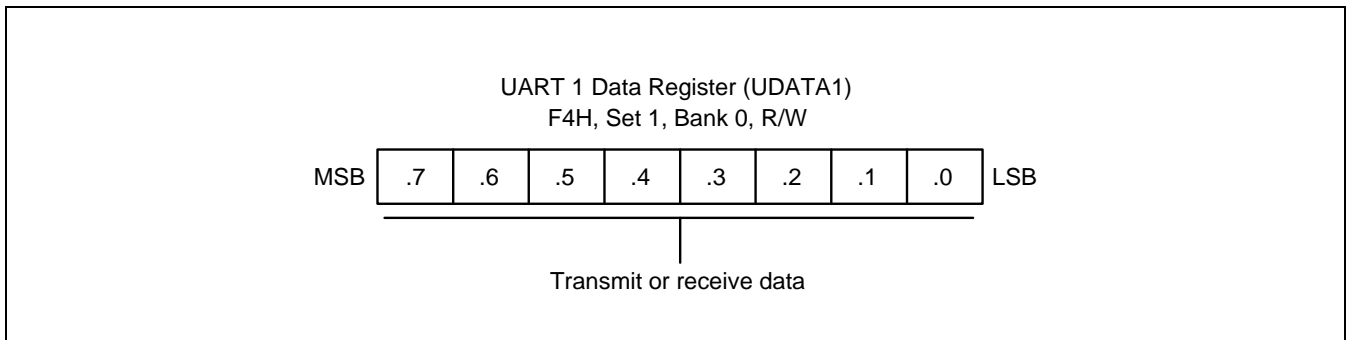 UART 1 Data Register (UDATA1)
F4H, Set 1, Bank 0, R/W
MSB .7 .6 .5 .4 .3 .2 .1 .0 LSB
Transmit or receive data